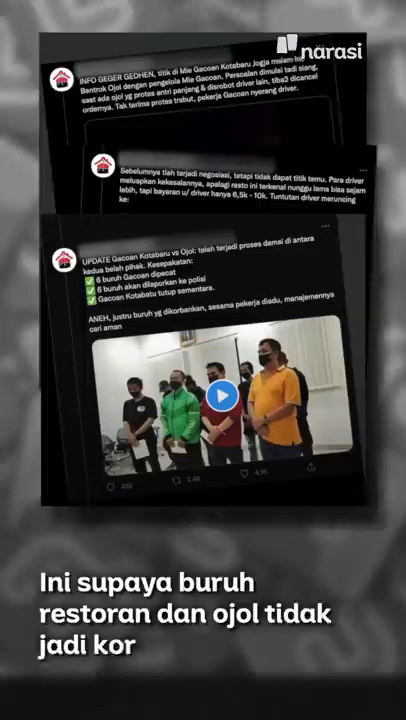 narasi
INFO GEGER GEDHEN, titik di Mie Gacoan Kotabaru Jogja malam ini,
Bentrok Ojol dengan pengelola Mie Gacoan. Persoalan dimulai tadi siang,
saat ada ojol yg protes antri panjang & disrobot driver lain, tiba2 dicancel
ordernya. Tak terima protes trsbut, pekerja Gacoan nyerang driver.
Sebelumnya tlah terjadi negosiasi, tetapi tidak dapat titik temu. Para driver
meluapkan kekesalannya, apalagi resto ini terkenal nunggu lama bisa sejam
lebih, tapi bayaran u/ driver hanya 6,5k - 10k. Tuntutan driver meruncing
ke:
UPDATE Gacoan Kotabaru vs Ojol: telah terjadi proses damai di antara
kedua belah pihak. Kesepakatan:
✅ 6 buruh Gacoan dipecat
✅ 6 buruh akan dilaporkan ke polisi
✅ Gacoan Kotabatu tutup sementara.
ANEH, justru buruh yg dikorbankan, sesama pekerja diadu, manajemennya
cari aman
Ini supaya buruh
restoran dan ojol tidak
jadi kor